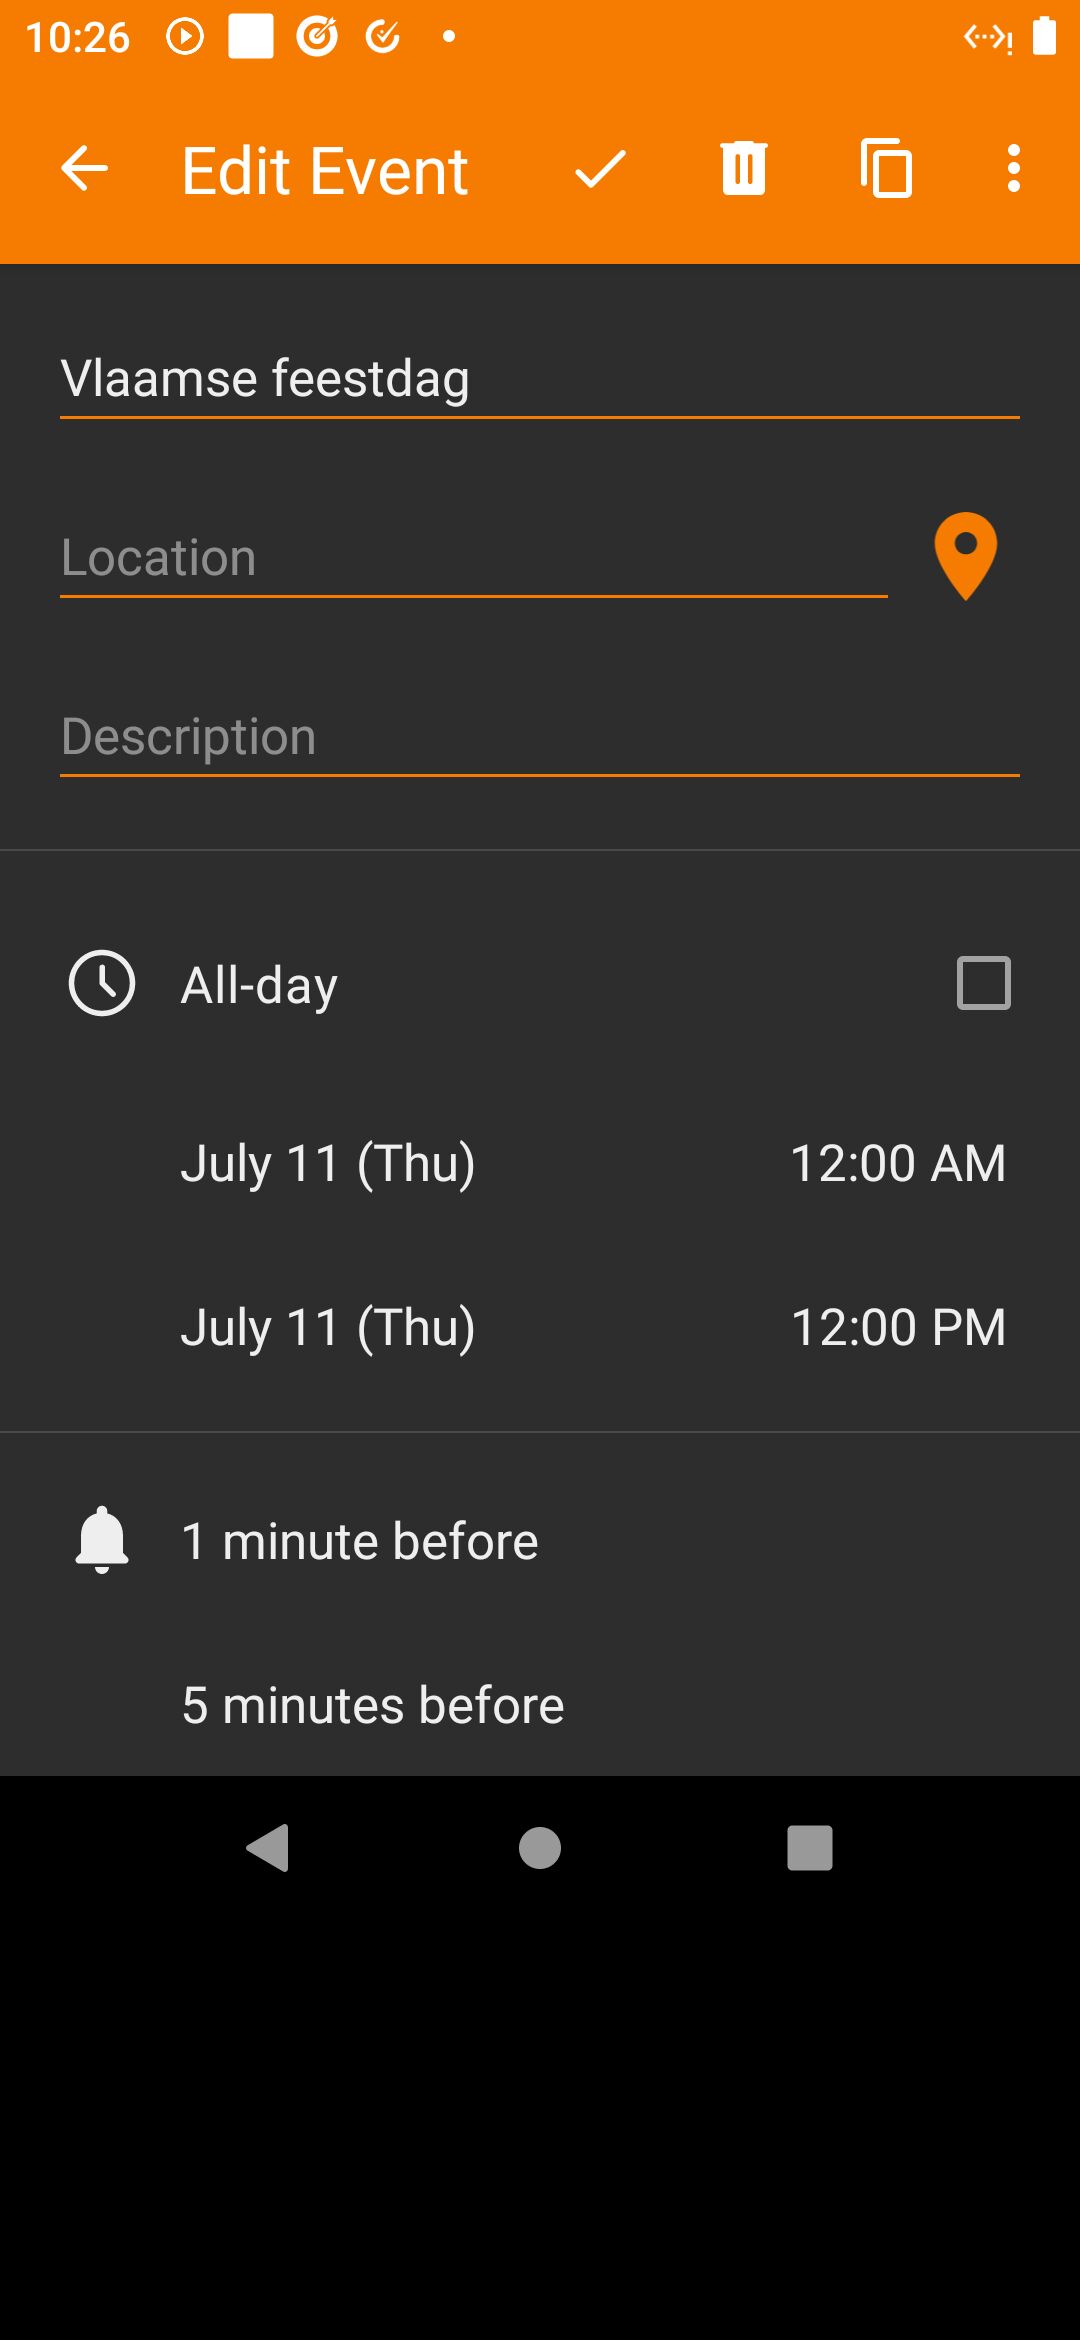 10:26
Edit Event
Vlaamse feestdag
Location
Description
All-day
July 11 (Thu) 12:00 AM
July 11 (Thu) 12:00 PM
1 minute before
5 minutes before